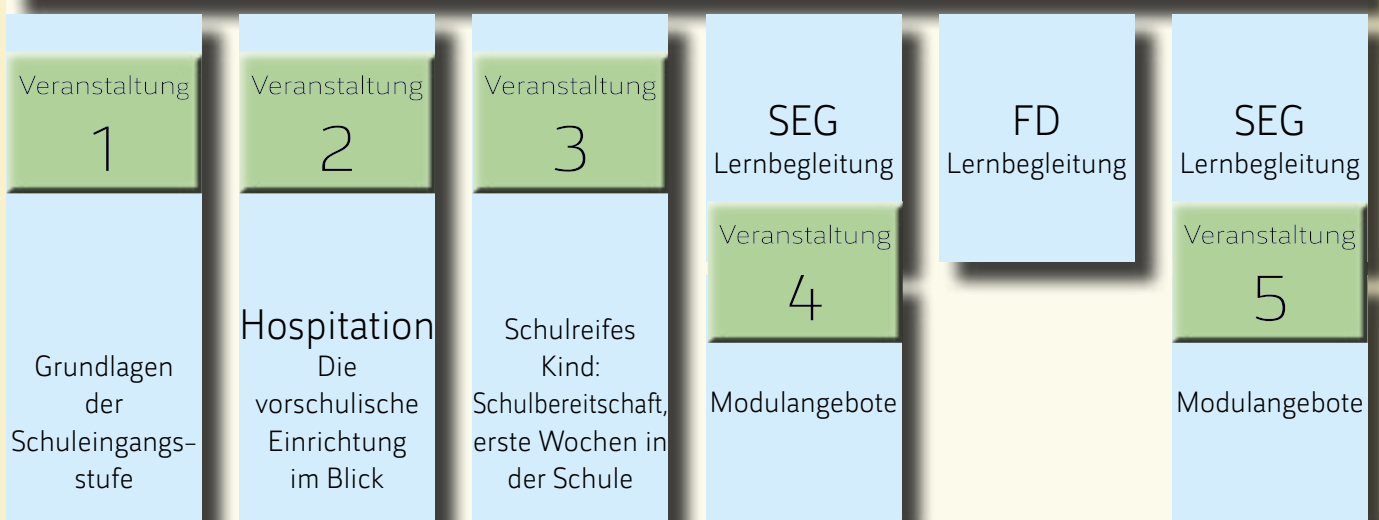 Veranstaltung
1
Grundlagen
der
Schuleingangs-
stufe
Veranstaltung
2
Hospitation
Die
vorschulische
Einrichtung
im Blick
Veranstaltung
3
Schulreifes
Kind:
Schulbereitschaft,
erste Wochen in
der Schule
SEG
Lernbegleitung
Veranstaltung
4
Modulangebote
FD
Lernbegleitung
SEG
Lernbegleitung
Veranstaltung
5
Modulangebote